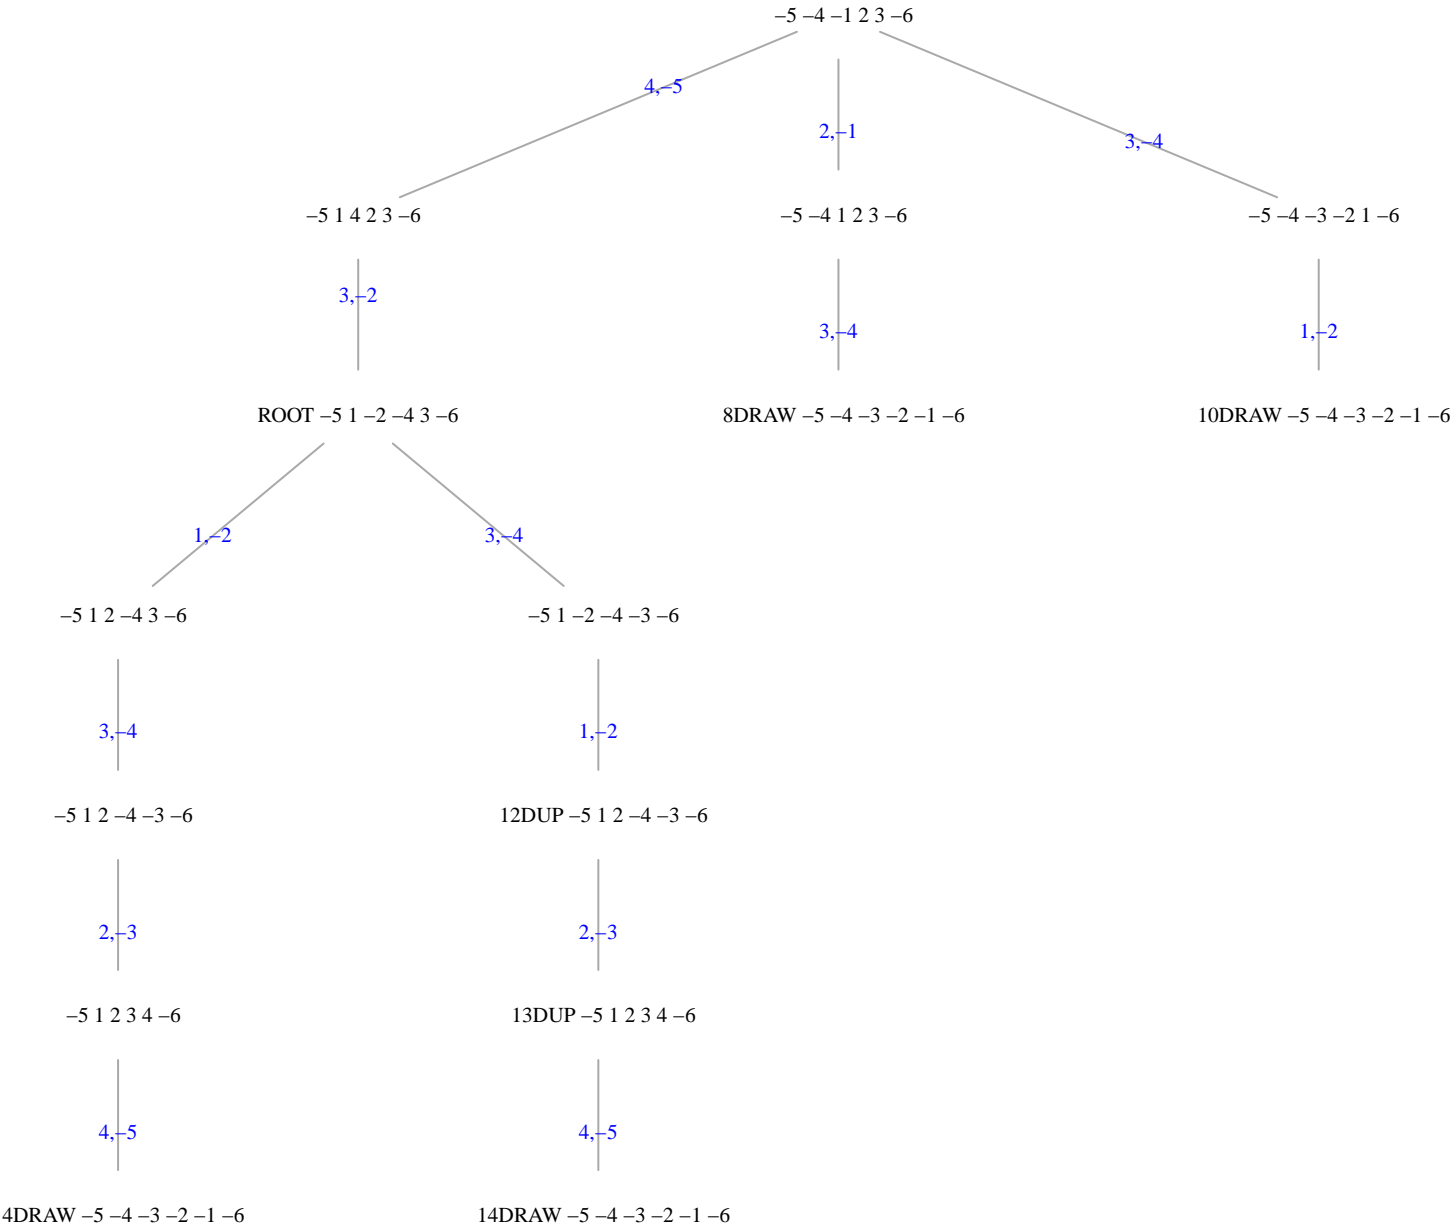 –5 –4 –1 2 3 –6
4,–5
2,–1
3,–4
–5 1 4 2 3 –6
–5 –4 1 2 3 –6
–5 –4 –3 –2 1 –6
3,–2
3,–4
1,–2
ROOT –5 1 –2 –4 3 –6
8DRAW –5 –4 –3 –2 –1 –6
10DRAW –5 –4 –3 –2 –1 –6
1,–2
3,–4
–5 1 2 –4 3 –6
–5 1 –2 –4 –3 –6
3,–4
1,–2
–5 1 2 –4 –3 –6
12DUP –5 1 2 –4 –3 –6
2,–3
2,–3
–5 1 2 3 4 –6
13DUP –5 1 2 3 4 –6
4,–5
4,–5
4DRAW –5 –4 –3 –2 –1 –6
14DRAW –5 –4 –3 –2 –1 –6